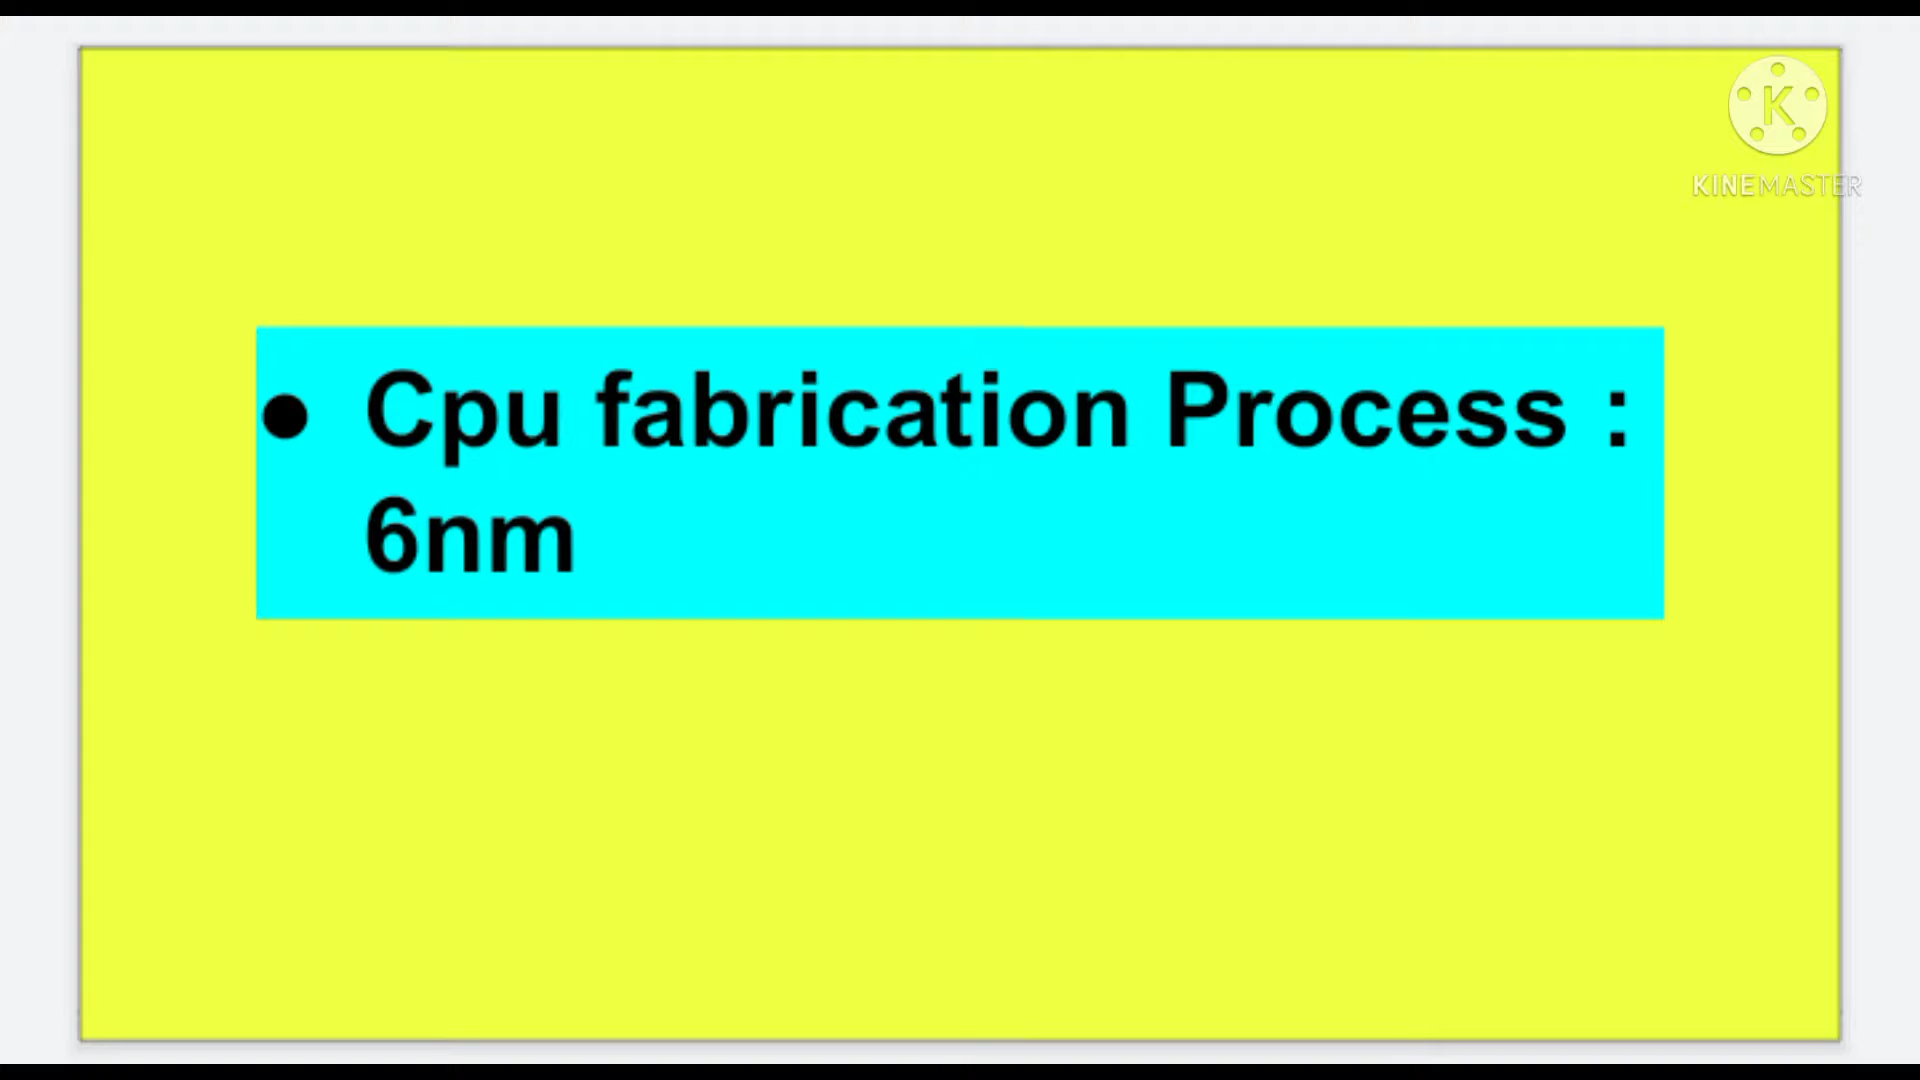 K
KINEMASTER
● Cpu fabrication Process :
6nm